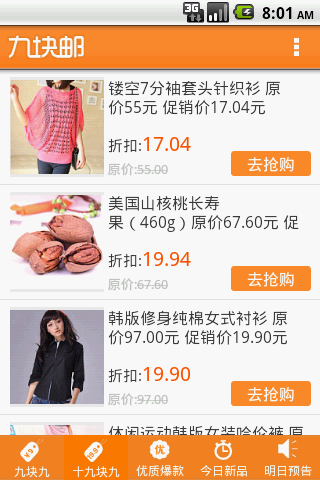 3G
8:01 AM
九块邮
镂空7分袖套头针织衫 原
价55元 促销价17.04元
折扣:17.04
原价:55.00
去抢购
美国山核桃长寿
果（460g）原价67.60元 促
折扣:19.94
原价:67.60
去抢购
韩版修身纯棉女式衬衫 原
价97.00元 促销价19.90元
折扣:19.90
原价:97.00
去抢购
休闲运动韩版女装哈伦裤 原
¥9
19.9
优
九块九
十九块九
优质爆款
今日新品
明日预告